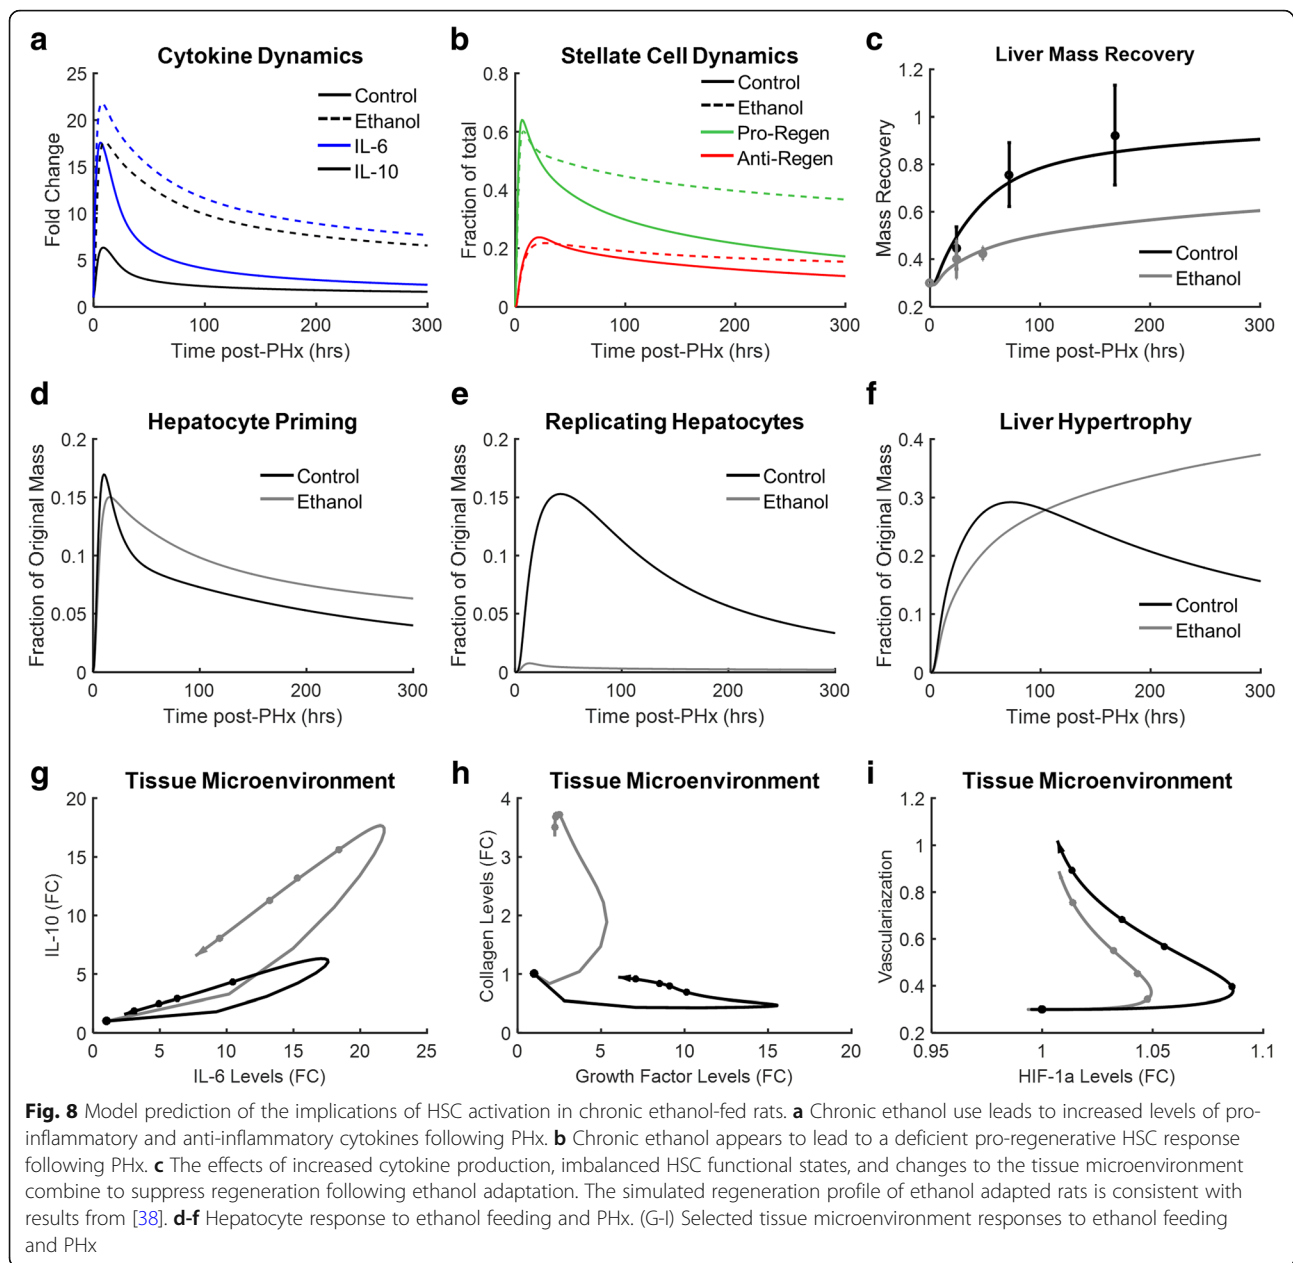 a
Cytokine Dynamics
25
20
15
10
5
0
Fold Change
0 100 200 300
Time post-PHx (hrs)
Control
Ethanol
IL-6
IL-10
b
Stellate Cell Dynamics
0.8
0.6
0.4
0.2
0
Fraction of total
0 100 200 300
Time post-PHx (hrs)
Control
Ethanol
Pro-Regen
Anti-Regen
c
Liver Mass Recovery
1.2
1
0.8
0.6
0.4
0.2
Mass Recovery
0 100 200 300
Time post-PHx (hrs)
Control
Ethanol
d
Hepatocyte Priming
0.2
0.15
0.1
0.05
0
Fraction of Original Mass
0 100 200 300
Time post-PHx (hrs)
Control
Ethanol
e
Replicating Hepatocytes
0.2
0.15
0.1
0.05
0
Fraction of Original Mass
0 100 200 300
Time post-PHx (hrs)
Control
Ethanol
f
Liver Hypertrophy
0.4
0.3
0.2
0.1
0
Fraction of Original Mass
0 100 200 300
Time post-PHx (hrs)
Control
Ethanol
g
Tissue Microenvironment
20
15
10
5
0
IL-10 (FC)
0 5 10 15 20 25
IL-6 Levels (FC)
h
Tissue Microenvironment
4
3
2
1
0
Collagen Levels (FC)
0 5 10 15 20
Growth Factor Levels (FC)
i
Tissue Microenvironment
1.2
1
0.8
0.6
0.4
0.2
Vasculariazation
0.95 1 1.05 1.1
HIF-1a Levels (FC)
Fig. 8 Model prediction of the implications of HSC activation in chronic ethanol-fed rats. a Chronic ethanol use leads to increased levels of pro-
inflammatory and anti-inflammatory cytokines following PHx. b Chronic ethanol appears to lead to a deficient pro-regenerative HSC response
following PHx. c The effects of increased cytokine production, imbalanced HSC functional states, and changes to the tissue microenvironment
combine to suppress regeneration following ethanol adaptation. The simulated regeneration profile of ethanol adapted rats is consistent with
results from [38]. d-f Hepatocyte response to ethanol feeding and PHx. (G-I) Selected tissue microenvironment responses to ethanol feeding
and PHx